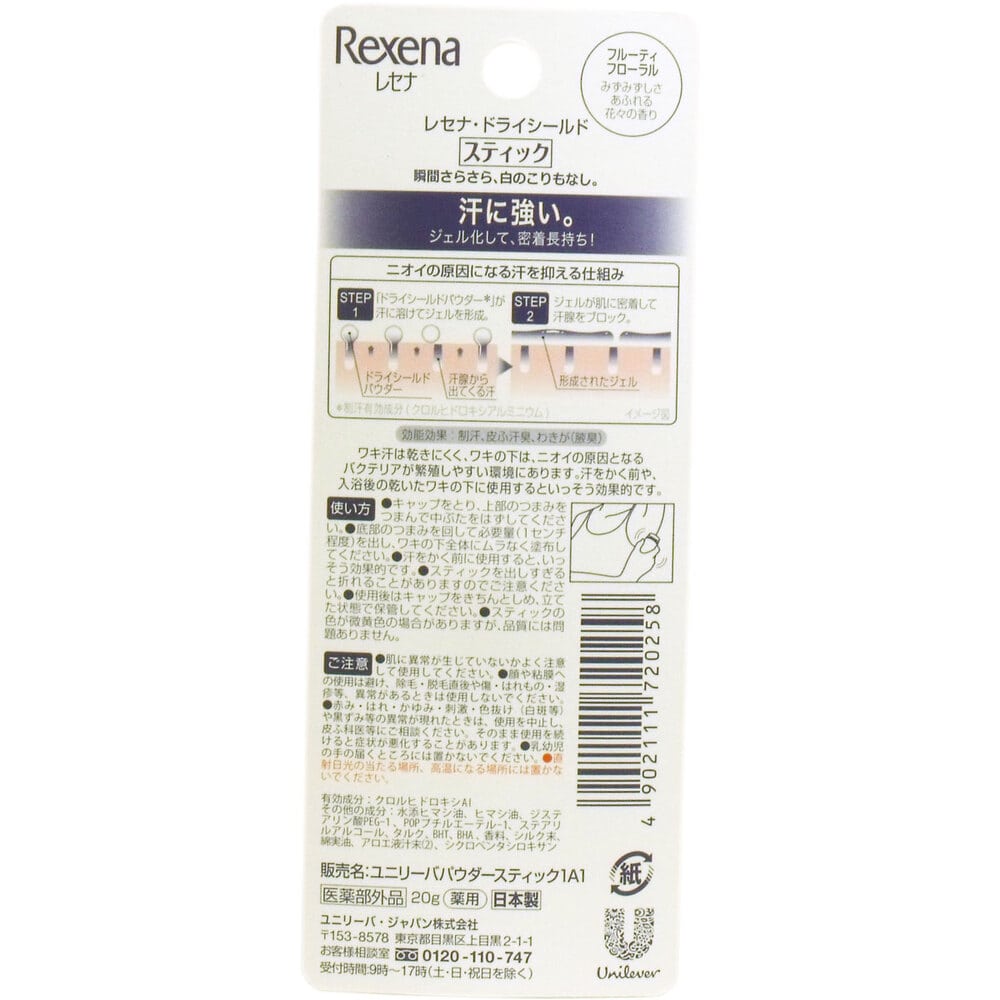 Rexena
レセナ
フルーティ
フローラル
みずみずしさ
あふれる
花々の香り
レセナ・ドライシールド
スティック
瞬間さらさら、白のこりもなし。
汗に強い。
ジェル化して、密着長持ち!
ニオイの原因になる汗を抑える仕組み
STEP 1
「ドライシールドパウダー*」が
汗に溶けてジェルを形成。
STEP 2
ジェルが肌に密着して
汗腺をブロック。
ドライシールド
パウダー
汗腺から
出てくる汗
形成されたジェル
*制汗有効成分(クロルヒドロキシアルミニウム)
イメージ図
効能効果:制汗、皮ふ汗臭、わきが(腋臭)
ワキ汗は乾きにくく、ワキの下は、ニオイの原因となる
バクテリアが繁殖しやすい環境にあります。汗をかく前や、
入浴後の乾いたワキの下に使用するといっそう効果的です。
使い方 ●キャップをとり、上部のつまみを
つまんで中ぶたをはずしてくださ
い。●底部のつまみを回して必要量(1センチ
程度)を出し、ワキの下全体にムラなく塗布し
てください。●汗をかく前に使用すると、いっ
そう効果的です。●スティックを出しすぎる
と折れることがありますのでご注意くださ
い。●使用後はキャップをきちんとしめ、立て
た状態で保管してください。●スティックの
色が微黄色の場合がありますが、品質には問
題ありません。
ご注意 ●肌に異常が生じていないかよく注意
して使用してください。●顔や粘膜へ
の使用は避け、除毛・脱毛直後や傷・はれもの・湿
疹等、異常があるときは使用しないでください。
●赤み・はれ・かゆみ・刺激・色抜け(白斑等)
や黒ずみ等の異常が現れたときは、使用を中止し、
皮ふ科医等にご相談ください。そのまま使用を続
けると症状が悪化することがあります。●乳幼児
の手の届くところには置かないでください。●直
射日光の当たる場所、高温になる場所には置かな
いでください。
有効成分:クロルヒドロキシAl
その他の成分:水添ヒマシ油、ヒマシ油、ジステ
アリン酸PEG-1、POPブチルエーテル-1、ステアリ
ルアルコール、タルク、BHT、BHA、香料、シルク末、
綿実油、アロエ液汁末(2)、シクロペンタシロキサン
4 902111 720258
販売名:ユニリーバパウダースティック1A1
医薬部外品 20g 薬用 日本製
紙
ユニリーバ・ジャパン株式会社
〒153-8578 東京都目黒区上目黒2-1-1
お客様相談室 0120-110-747
受付時間:9時~17時(土・日・祝日を除く)
Unilever